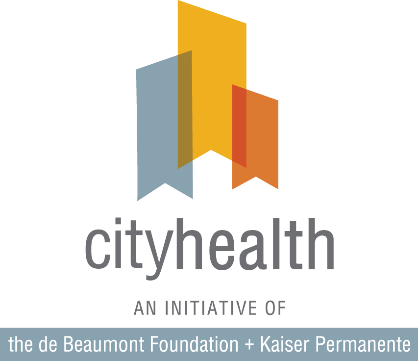 cityhealth
AN INITIATIVE OF
the de Beaumont Foundation + Kaiser Permanente